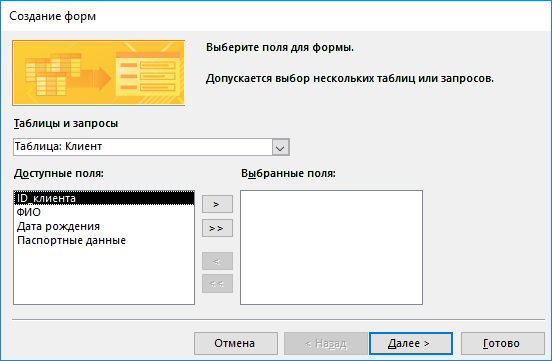 Создание форм
Выберите поля для формы.
Допускается выбор нескольких таблиц или запросов.
Таблицы и запросы
Таблица: Клиент
Доступные поля:
Выбранные поля:
ID_клиента
ФИО
Дата рождения
Паспортные данные
>
>>
<
<<
Отмена
< Назад
Далее >
Готово